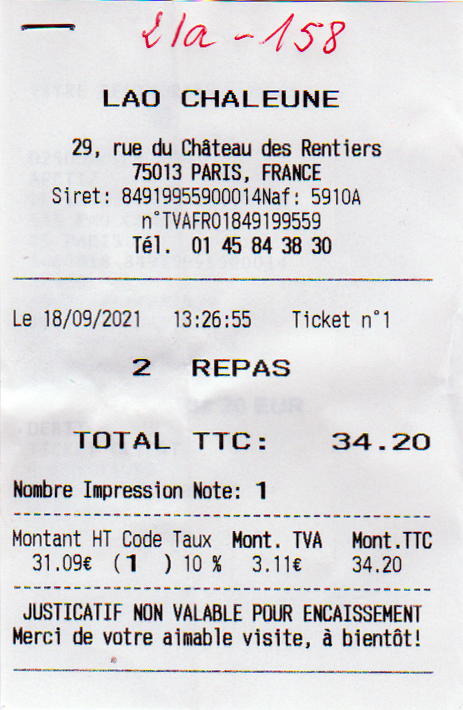 21a - 158
LAO CHALEUNE
29, rue du Château des Rentiers
75013 PARIS, FRANCE
Siret: 84919955900014Naf: 5910A
n°TVAFR01849199559
Tél. 01 45 84 38 30
Le 18/09/2021 13:26:55 Ticket n°1
2 REPAS
TOTAL TTC: 34.20
Nombre Impression Note: 1
Montant HT Code Taux Mont. TVA Mont.TTC
31.09€ (1 ) 10 % 3.11€ 34.20
JUSTICATIF NON VALABLE POUR ENCAISSEMENT
Merci de votre aimable visite, à bientôt!